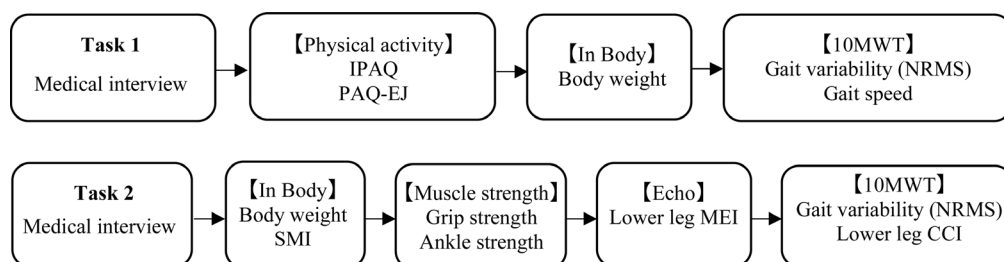 Task 1
Medical interview
【Physical activity】
IPAQ
PAQ-EJ
【In Body】
Body weight
【10MWT】
Gait variability (NRMS)
Gait speed
Task 2
Medical interview
【In Body】
Body weight
SMI
【Muscle strength】
Grip strength
Ankle strength
【Echo】
Lower leg MEI
【10MWT】
Gait variability (NRMS)
Lower leg CCI